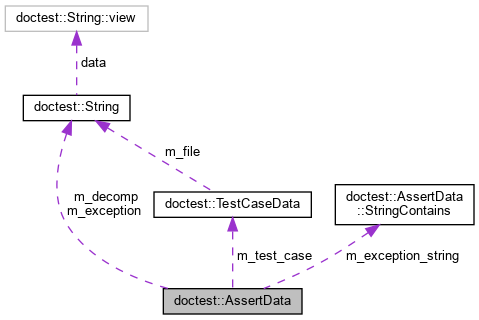 doctest::String::view
data
doctest::String
m_file
m_decomp
m_exception
doctest::TestCaseData
doctest::AssertData
::StringContains
m_test_case
m_exception_string
doctest::AssertData